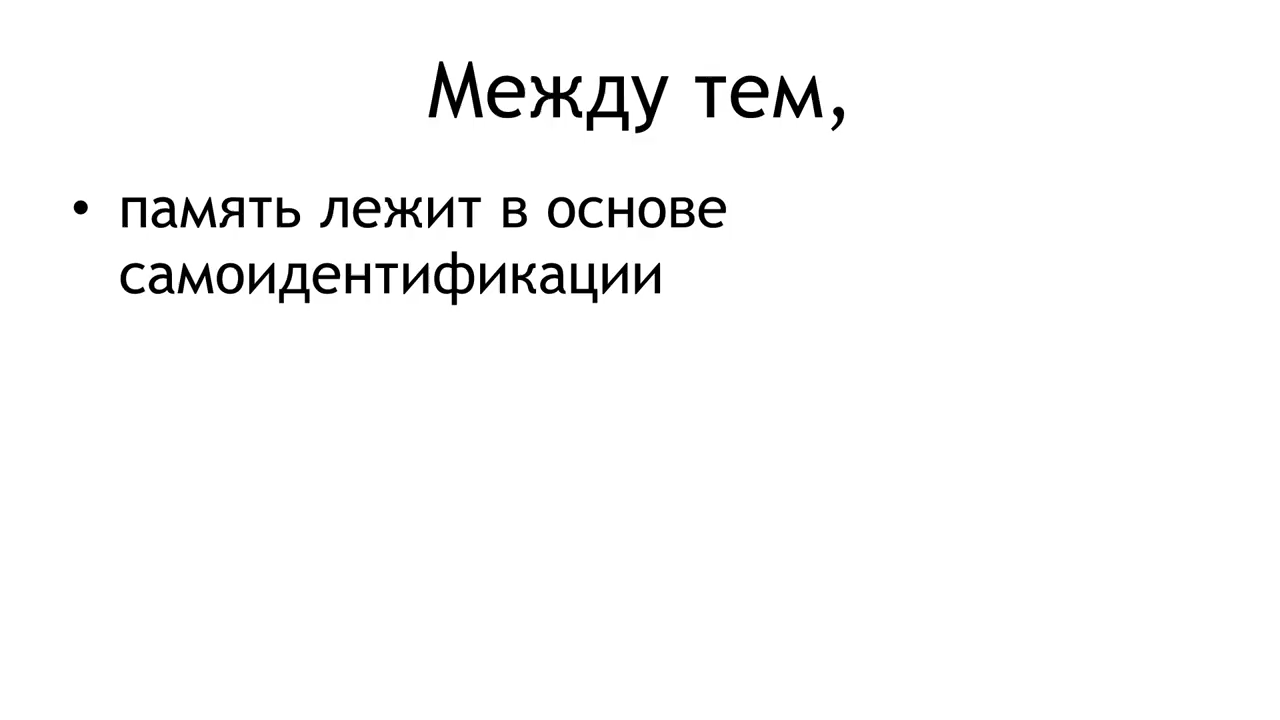 Между тем,
• память лежит в основе
самоидентификации